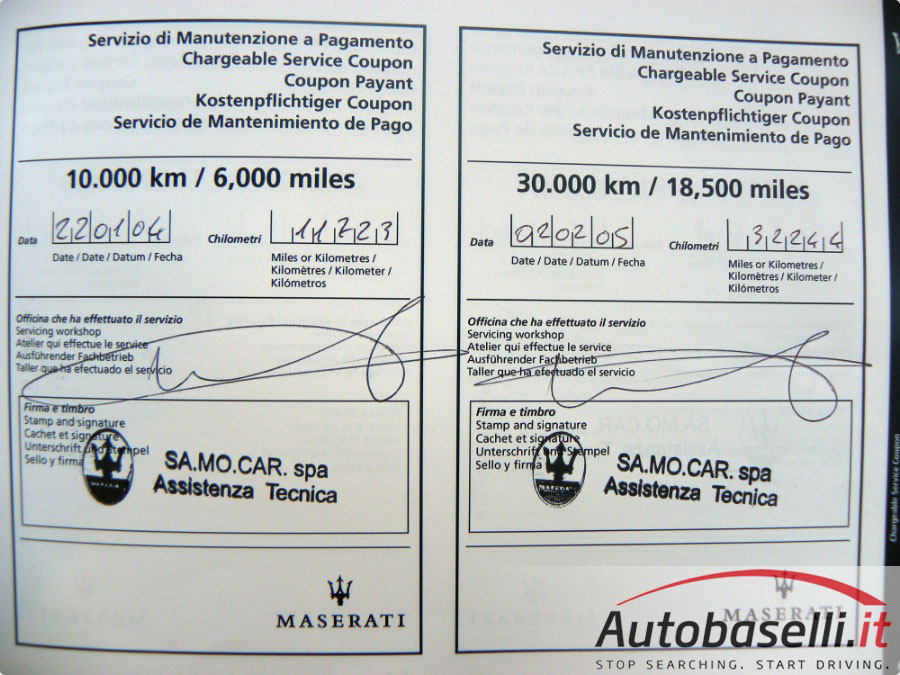 Servizio di Manutenzione a Pagamento
Chargeable Service Coupon
Coupon Payant
Kostenpflichtiger Coupon
Servicio de Mantenimiento de Pago
10.000 km / 6,000 miles
Data 220104 Chilometri 11723
Date / Date / Datum / Fecha
Miles or Kilometres /
Kilomètres / Kilometer /
Kilómetros
Officina che ha effettuato il servizio
Servicing workshop
Atelier qui effectue le service
Ausführender Fachbetrieb
Taller que ha efectuado el servicio
Firma e timbro
Stamp and signature
Cachet et signature
Unterschrift und Stempel
Sello y firma
SA.MO.CAR. spa
Assistenza Tecnica
MASERATI
Servizio di Manutenzione a Pagamento
Chargeable Service Coupon
Coupon Payant
Kostenpflichtiger Coupon
Servicio de Mantenimiento de Pago
30.000 km / 18,500 miles
Data 020205 Chilometri 32244
Date / Date / Datum / Fecha
Miles or Kilometres /
Kilomètres / Kilometer /
Kilómetros
Officina che ha effettuato il servizio
Servicing workshop
Atelier qui effectue le service
Ausführender Fachbetrieb
Taller que ha efectuado el servicio
Firma e timbro
Stamp and signature
Cachet et signature
Unterschrift und Stempel
Sello y firma
SA.MO.CAR. spa
Assistenza Tecnica
MASERATI
Chargeable Service Coupon
Autobaselli.it
STOP SEARCHING. START DRIVING.